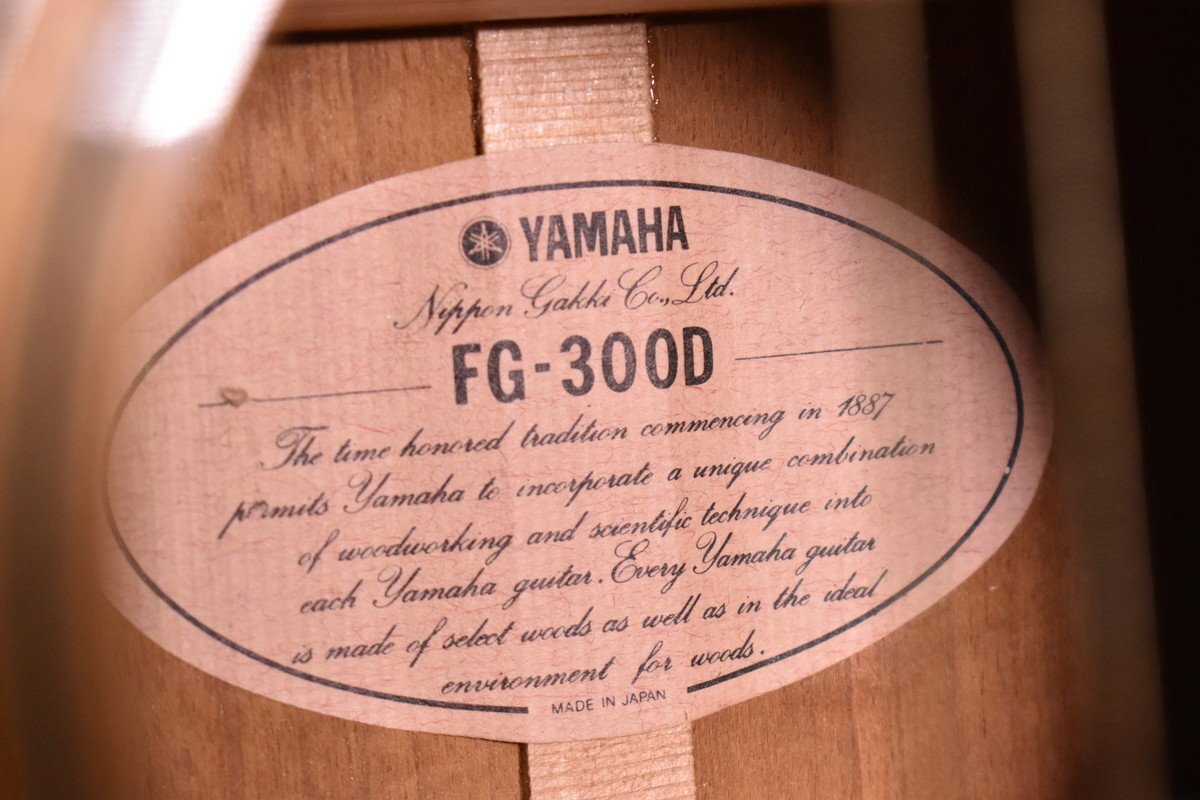 YAMAHA
Nippon Gakki Co., Ltd.
FG-300D
The time honored tradition commencing in 1887
permits Yamaha to incorporate a unique combination
of woodworking and scientific technique into
each Yamaha guitar. Every Yamaha guitar
is made of select woods as well as in the ideal
environment for woods.
MADE IN JAPAN